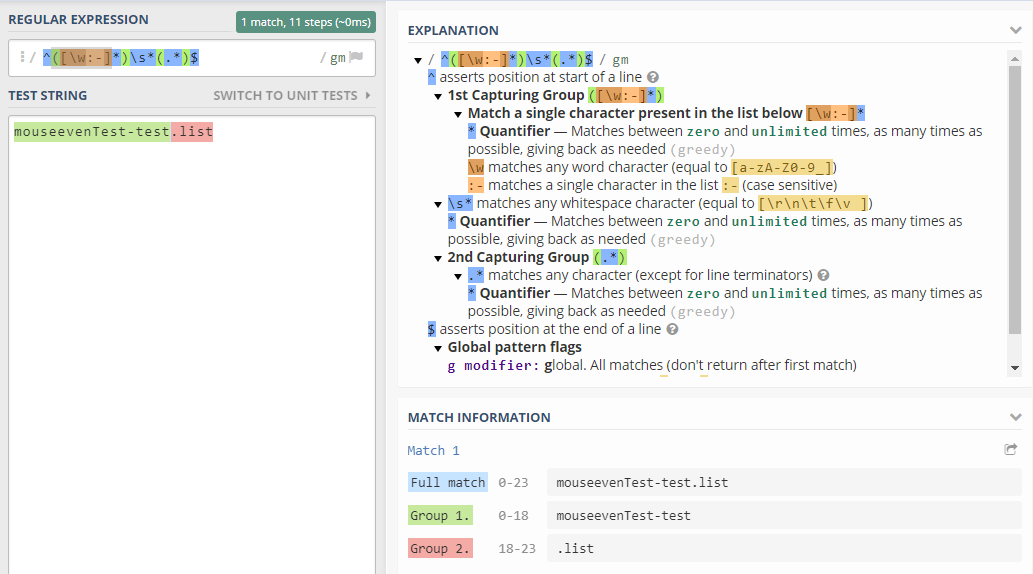 REGULAR EXPRESSION
1 match, 11 steps (~0ms)
/ ^([\w:-]*)\s*(.*)$
/ gm
TEST STRING
SWITCH TO UNIT TESTS
mouseevenTest-test.list
EXPLANATION
/ ^([\w:-]*)\s*(.*)$ / gm
^ asserts position at start of a line
1st Capturing Group ([\w:-]*)
Match a single character present in the list below [\w:-]*
* Quantifier — Matches between zero and unlimited times, as many times as
possible, giving back as needed (greedy)
\w matches any word character (equal to [a-zA-Z0-9_])
:- matches a single character in the list :- (case sensitive)
\s* matches any whitespace character (equal to [\r\n\t\f\v ])
* Quantifier — Matches between zero and unlimited times, as many times as
possible, giving back as needed (greedy)
2nd Capturing Group (.*)
.* matches any character (except for line terminators)
* Quantifier — Matches between zero and unlimited times, as many times as
possible, giving back as needed (greedy)
$ asserts position at the end of a line
Global pattern flags
g modifier: global. All matches (don't return after first match)
MATCH INFORMATION
Match 1
Full match 0-23 mouseevenTest-test.list
Group 1. 0-18 mouseevenTest-test
Group 2. 18-23 .list